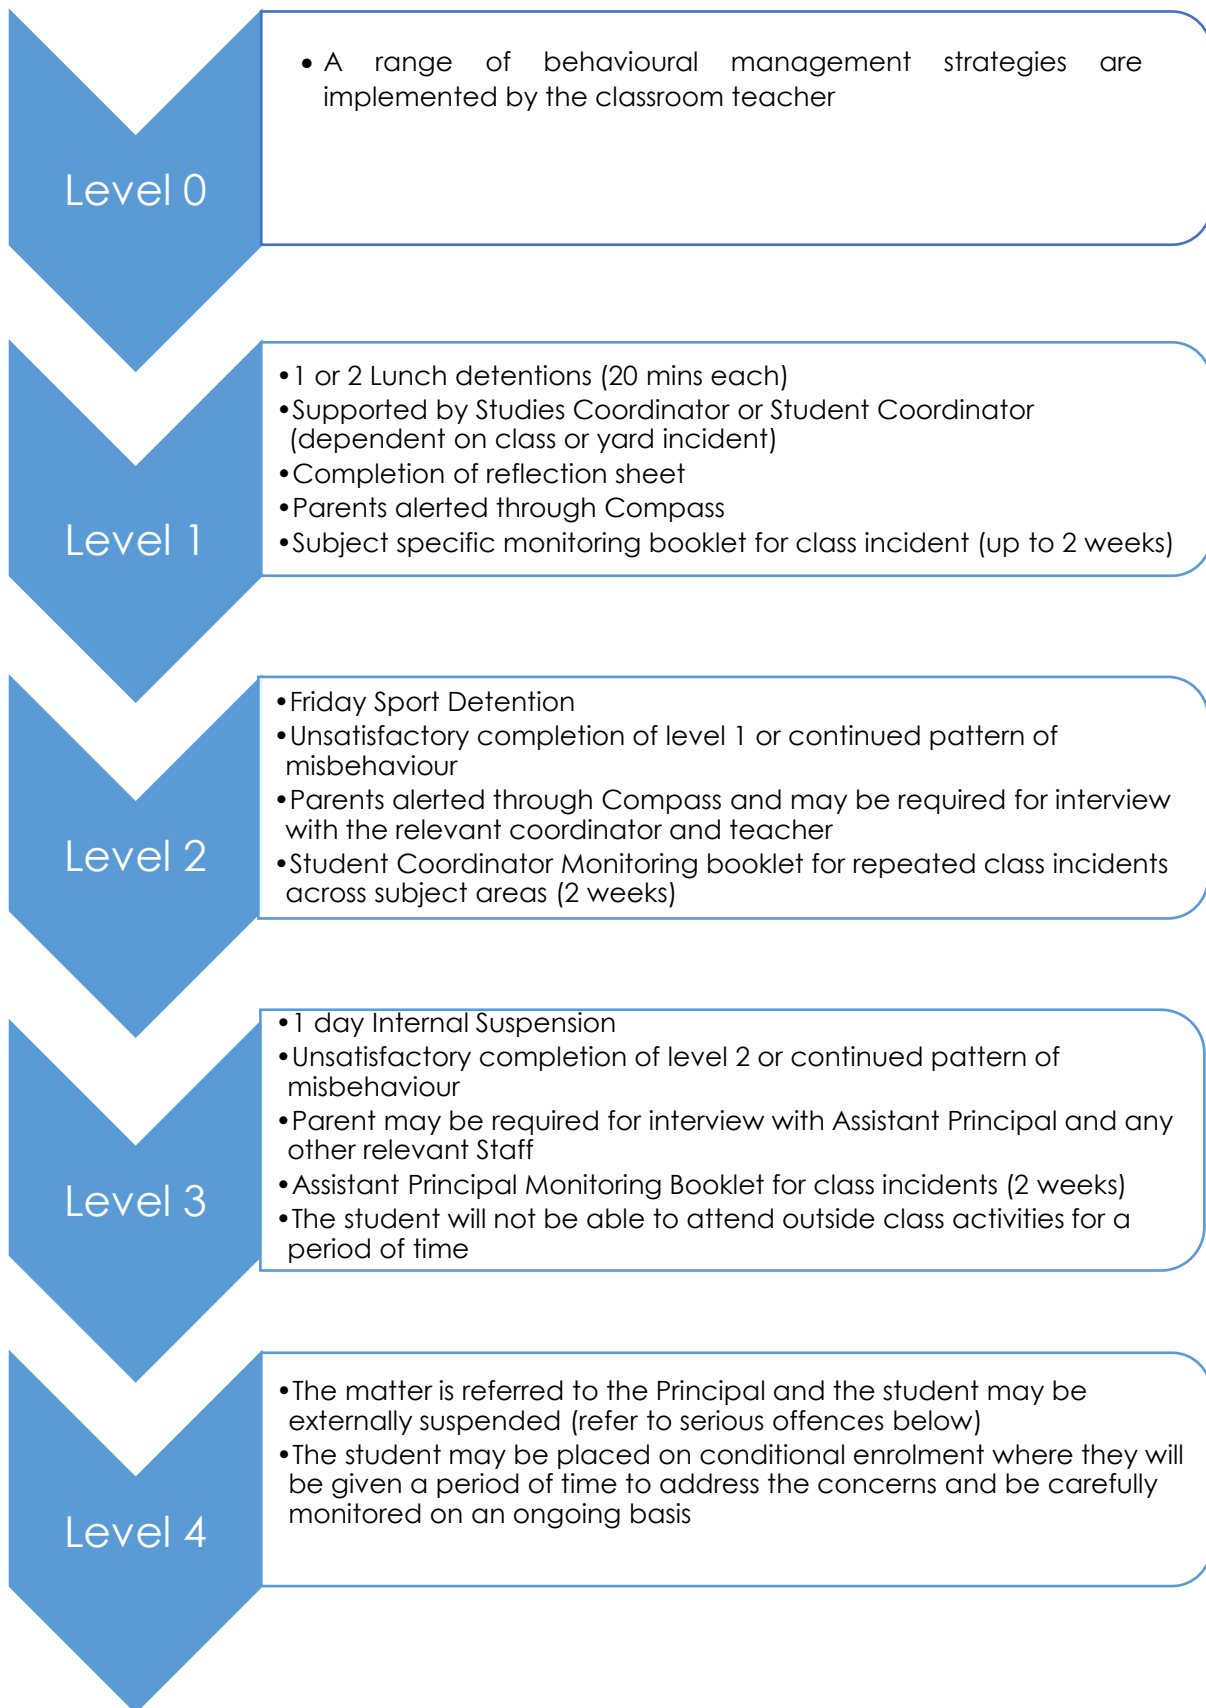 • A range of behavioural management strategies are
implemented by the classroom teacher
Level 0
•1 or 2 Lunch detentions (20 mins each)
•Supported by Studies Coordinator or Student Coordinator
(dependent on class or yard incident)
•Completion of reflection sheet
•Parents alerted through Compass
•Subject specific monitoring booklet for class incident (up to 2 weeks)
Level 1
•Friday Sport Detention
•Unsatisfactory completion of level 1 or continued pattern of
misbehaviour
•Parents alerted through Compass and may be required for interview
with the relevant coordinator and teacher
•Student Coordinator Monitoring booklet for repeated class incidents
across subject areas (2 weeks)
Level 2
•1 day Internal Suspension
•Unsatisfactory completion of level 2 or continued pattern of
misbehaviour
•Parent may be required for interview with Assistant Principal and any
other relevant Staff
•Assistant Principal Monitoring Booklet for class incidents (2 weeks)
•The student will not be able to attend outside class activities for a
period of time
Level 3
•The matter is referred to the Principal and the student may be
externally suspended (refer to serious offences below)
•The student may be placed on conditional enrolment where they will
be given a period of time to address the concerns and be carefully
monitored on an ongoing basis
Level 4